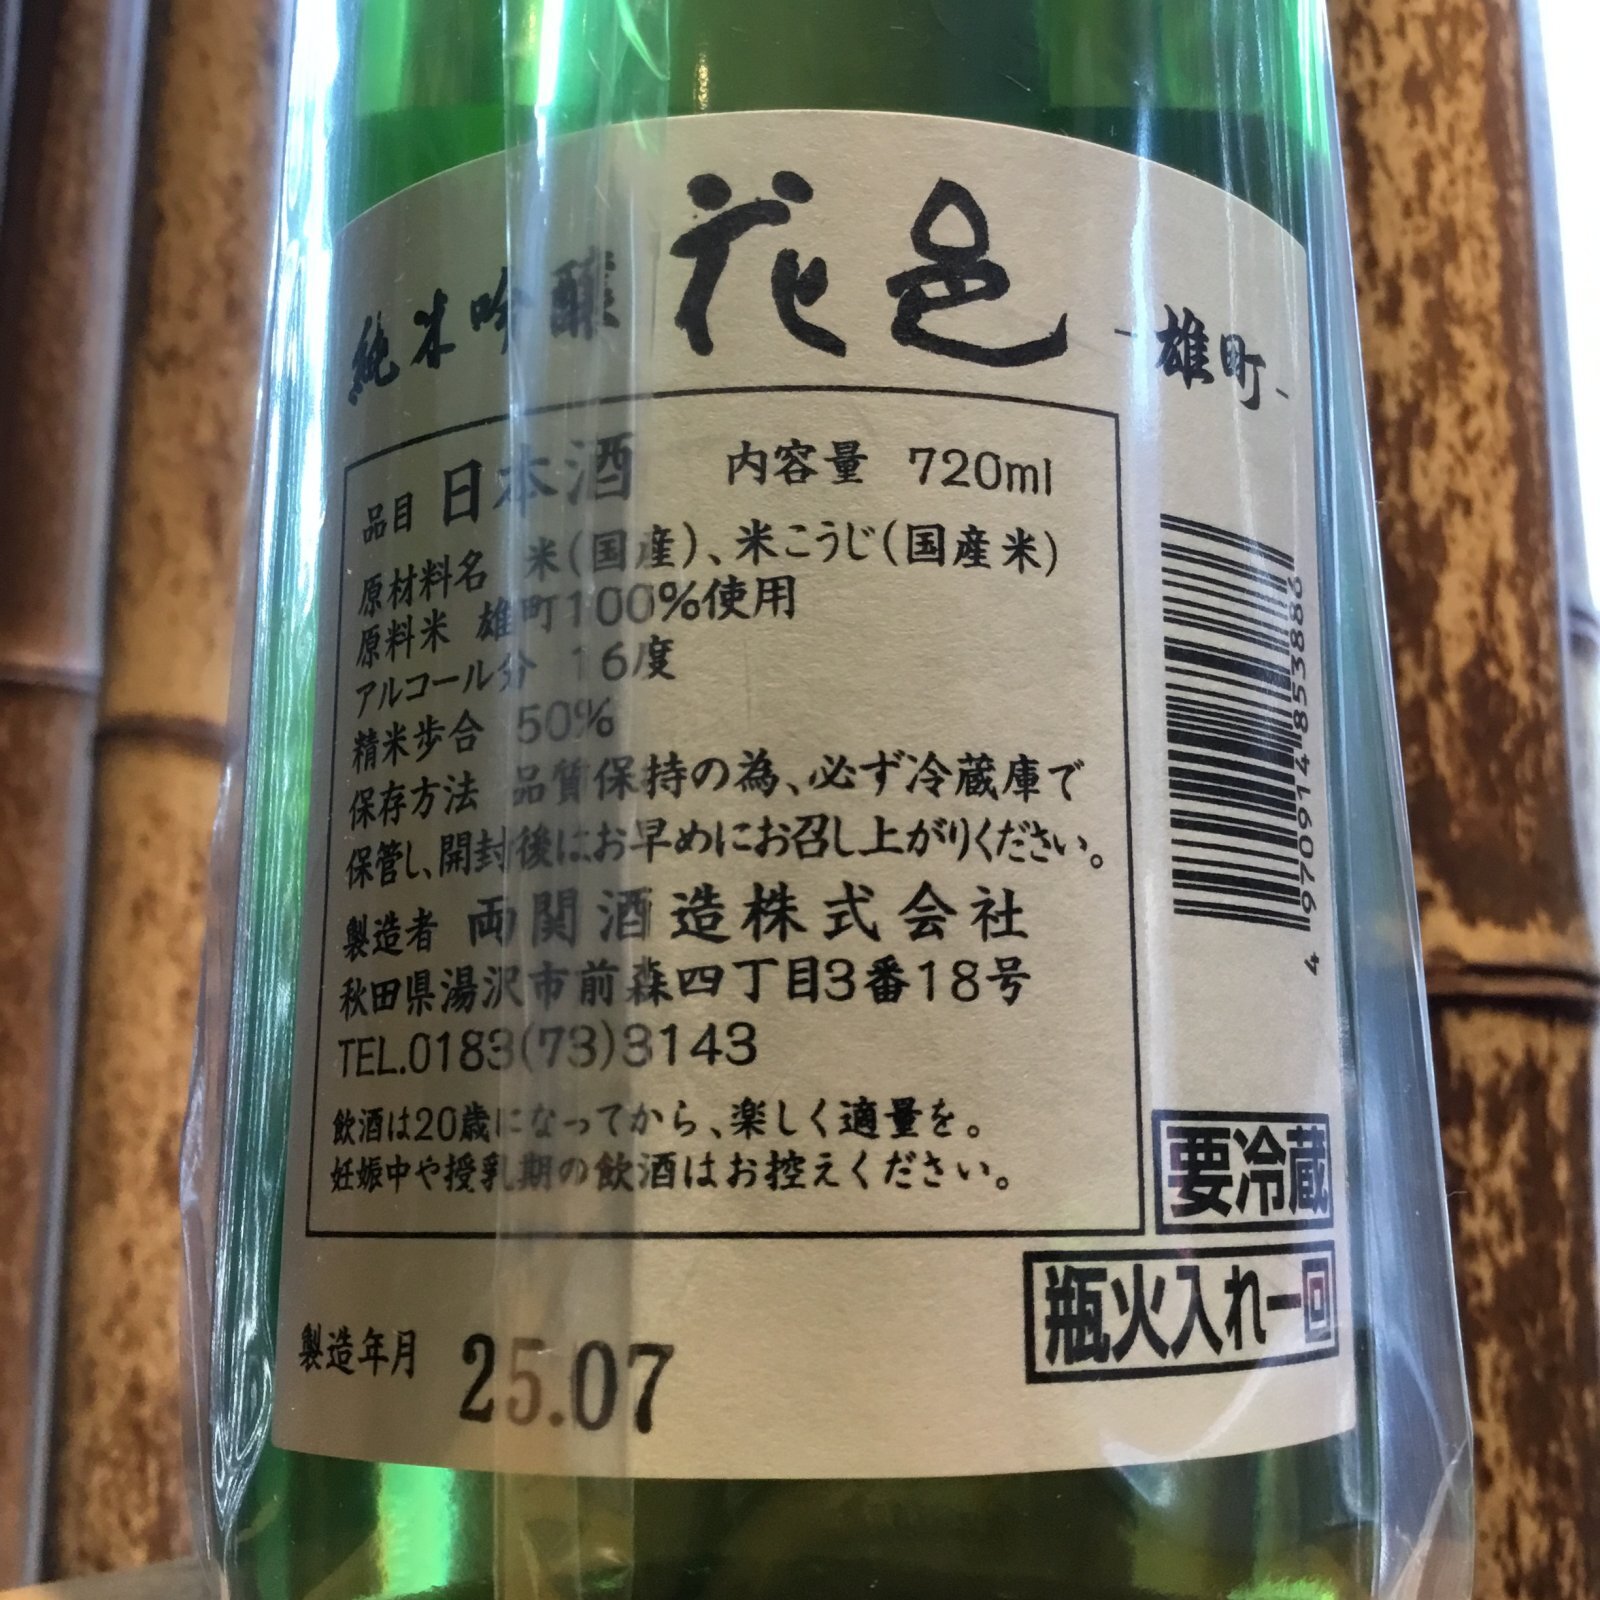 純米吟醸 花邑 -雄町-
品目 日本酒 内容量 720ml
原材料名 米(国産)、米こうじ(国産米)
原料米 雄町100%使用
アルコール分 16度
精米歩合 50%
保存方法 品質保持の為、必ず冷蔵庫で
保管し、開封後はお早めにお召し上がりください。
製造者 両関酒造株式会社
秋田県湯沢市前森四丁目3番18号
TEL.0183(73)3143
飲酒は20歳になってから、楽しく適量を。
妊娠中や授乳期の飲酒はお控えください。
4970914853886
要冷蔵
瓶火入れ一回
製造年月 25.07